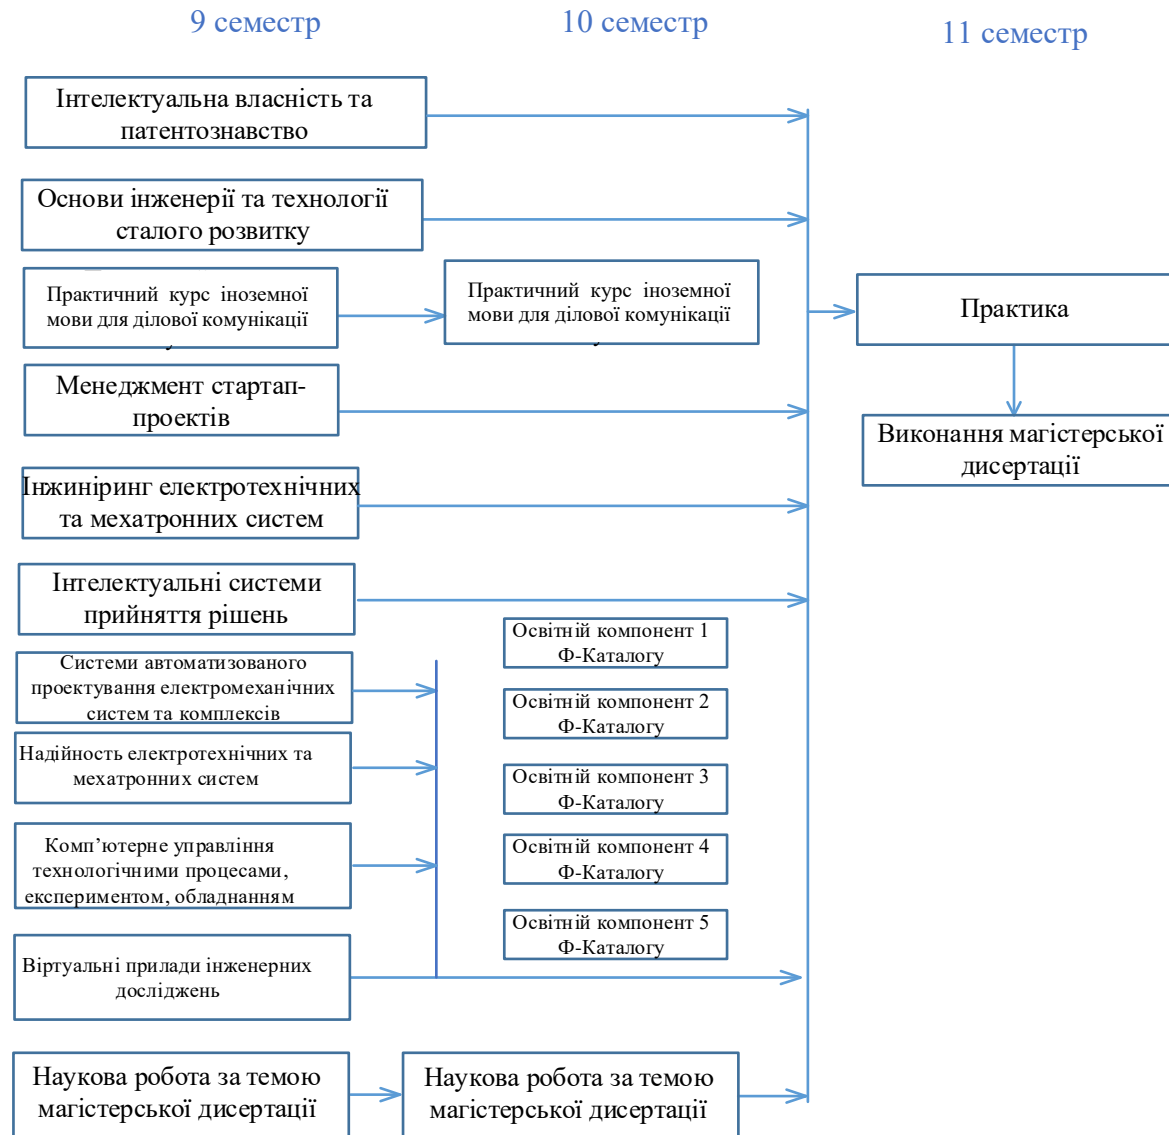 9 семестр
10 семестр
11 семестр
Інтелектуальна власність та
патентознавство
Основи інженерії та технології
сталого розвитку
Практичний курс іноземної
мови для ділової комунікації
Практичний курс іноземної
мови для ділової комунікації
Практика
Менеджмент стартап-
проектів
Виконання магістерської
дисертації
Інжиніринг електротехнічних
та мехатронних систем
Інтелектуальні системи
прийняття рішень
Освітній компонент 1
Ф-Каталогу
Системи автоматизованого
проектування електромеханічних
систем та комплексів
Освітній компонент 2
Ф-Каталогу
Надійность електротехнічних та
мехатронних систем
Освітній компонент 3
Ф-Каталогу
Комп’ютерне управління
технологічними процесами,
експериментом, обладнанням
Освітній компонент 4
Ф-Каталогу
Освітній компонент 5
Ф-Каталогу
Віртуальні прилади інженерних
досліджень
Наукова робота за темою
магістерської дисертації
Наукова робота за темою
магістерської дисертації